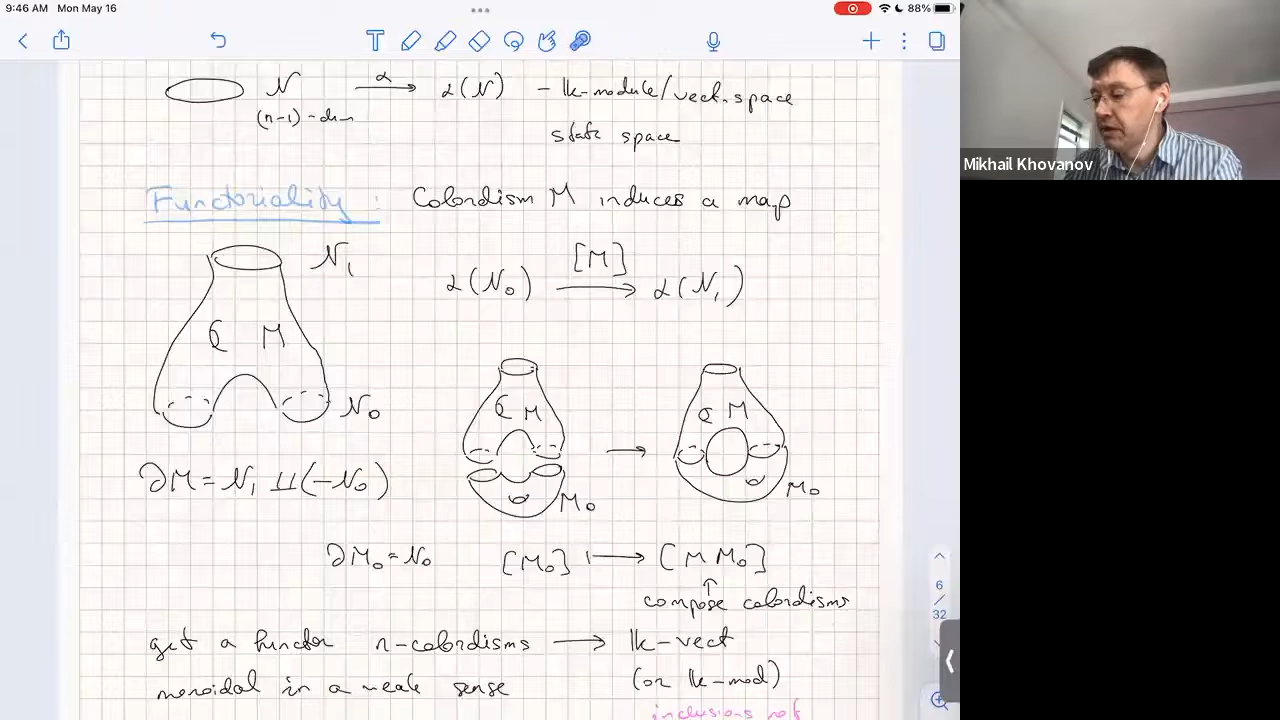 9:46 AM Mon May 16
88%
N →α α(N) – 𝕜-module/vect. space
(n-1)-dim
state space
Functoriality : Cobordism M induces a map
N₁
α(N₀) →[M] α(N₁)
M
N₀
M
M
∂M = N₁ ⊔ (-N₀)
M₀
M₀
∂M₀ = N₀ [M₀] ↦ [M M₀]
↑
compose cobordisms
get a functor n-cobordisms → 𝕜-vect
monoidal in a weak sense (or 𝕜-mod)
inclusions not
6
/
32
Mikhail Khovanov